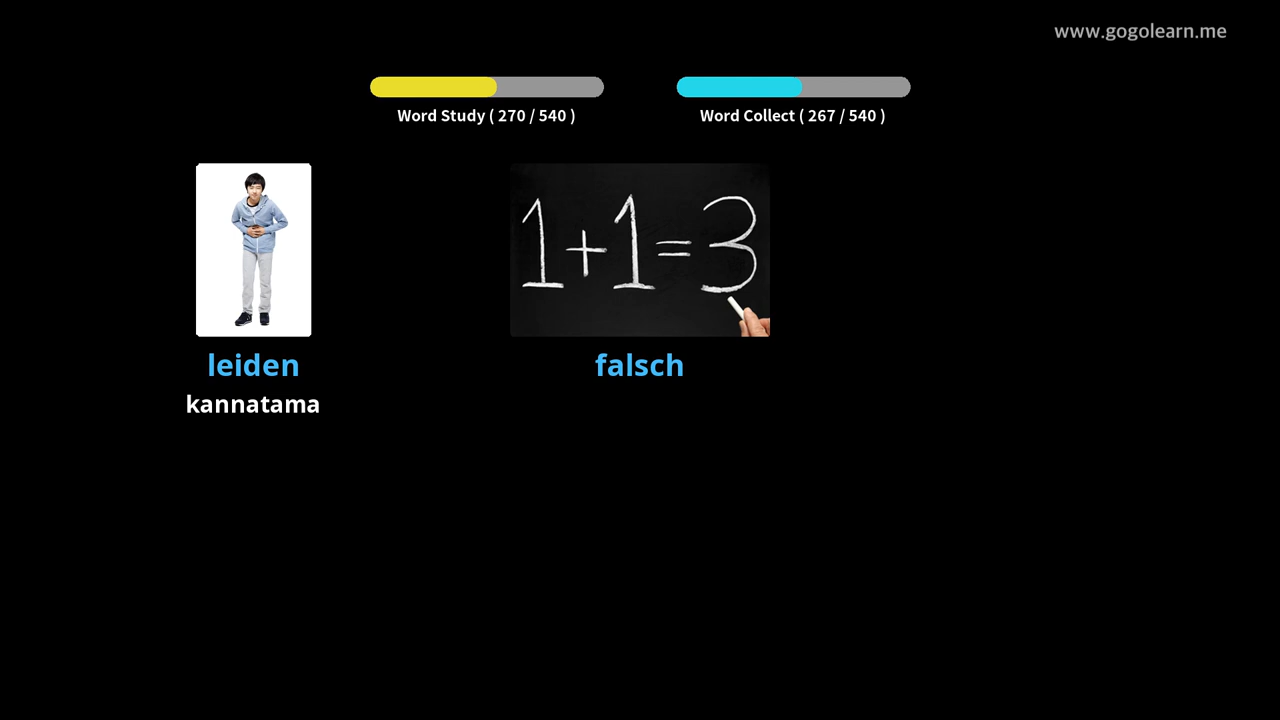 www.gogolearn.me
Word Study ( 270 / 540 )
Word Collect ( 267 / 540 )
1+1=3
leiden
falsch
kannatama